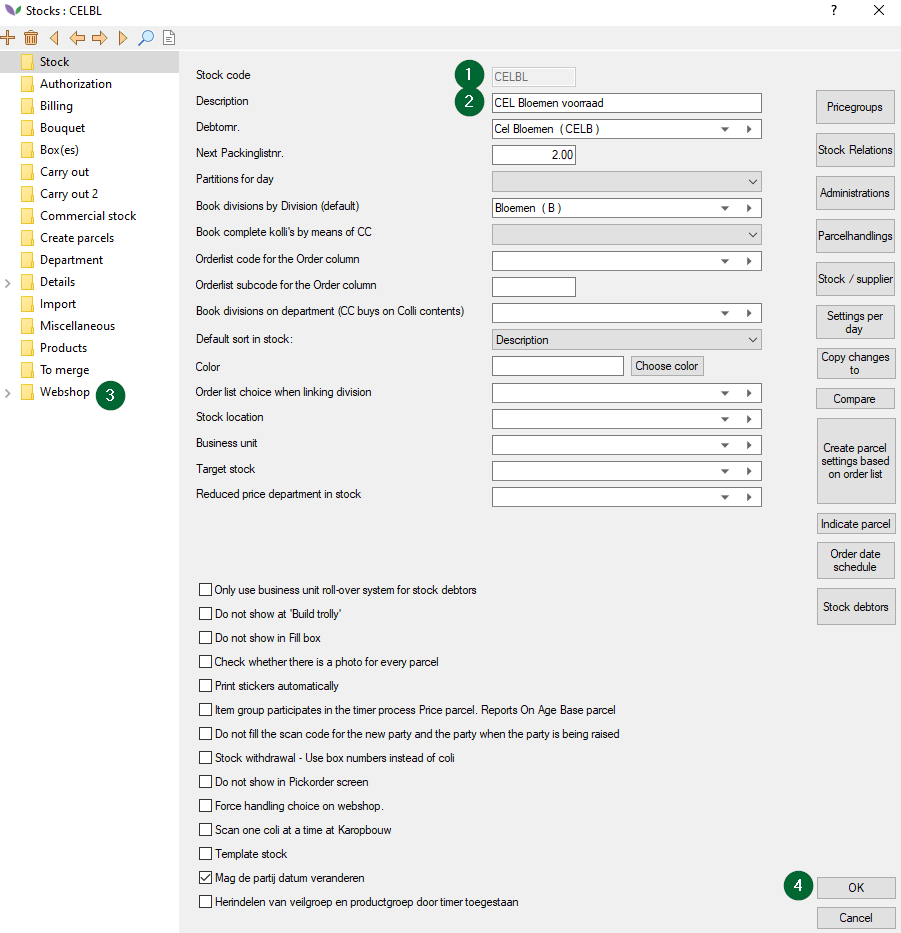 Stocks : CELBL
?
Stock
Authorization
Billing
Bouquet
Box(es)
Carry out
Carry out 2
Commercial stock
Create parcels
Department
Details
Import
Miscellaneous
Products
To merge
Webshop
3
Stock code
1
CELBL
Description
2
CEL Bloemen voorraad
Debtornr.
Cel Bloemen ( CELB )
Next Packinglistnr.
2.00
Partitions for day
Book divisions by Division (default)
Bloemen ( B )
Book complete kolli's by means of CC
Orderlist code for the Order column
Orderlist subcode for the Order column
Book divisions on department (CC buys on Colli contents)
Default sort in stock:
Description
Color
Choose color
Order list choice when linking division
Stock location
Business unit
Target stock
Reduced price department in stock
Only use business unit roll-over system for stock debtors
Do not show at 'Build trolly'
Do not show in Fill box
Check whether there is a photo for every parcel
Print stickers automatically
Item group participates in the timer process Price parcel. Reports On Age Base parcel
Do not fill the scan code for the new party and the party when the party is being raised
Stock withdrawal - Use box numbers instead of coli
Do not show in Pickorder screen
Force handling choice on webshop.
Scan one coli at a time at Karopbouw
Template stock
Mag de partij datum veranderen
Herindelen van veilgroep en productgroep door timer toegestaan
Pricegroups
Stock Relations
Administrations
Parcelhandlings
Stock / supplier
Settings per
day
Copy changes
to
Compare
Create parcel
settings based
on order list
Indicate parcel
Order date
schedule
Stock debtors
4
OK
Cancel